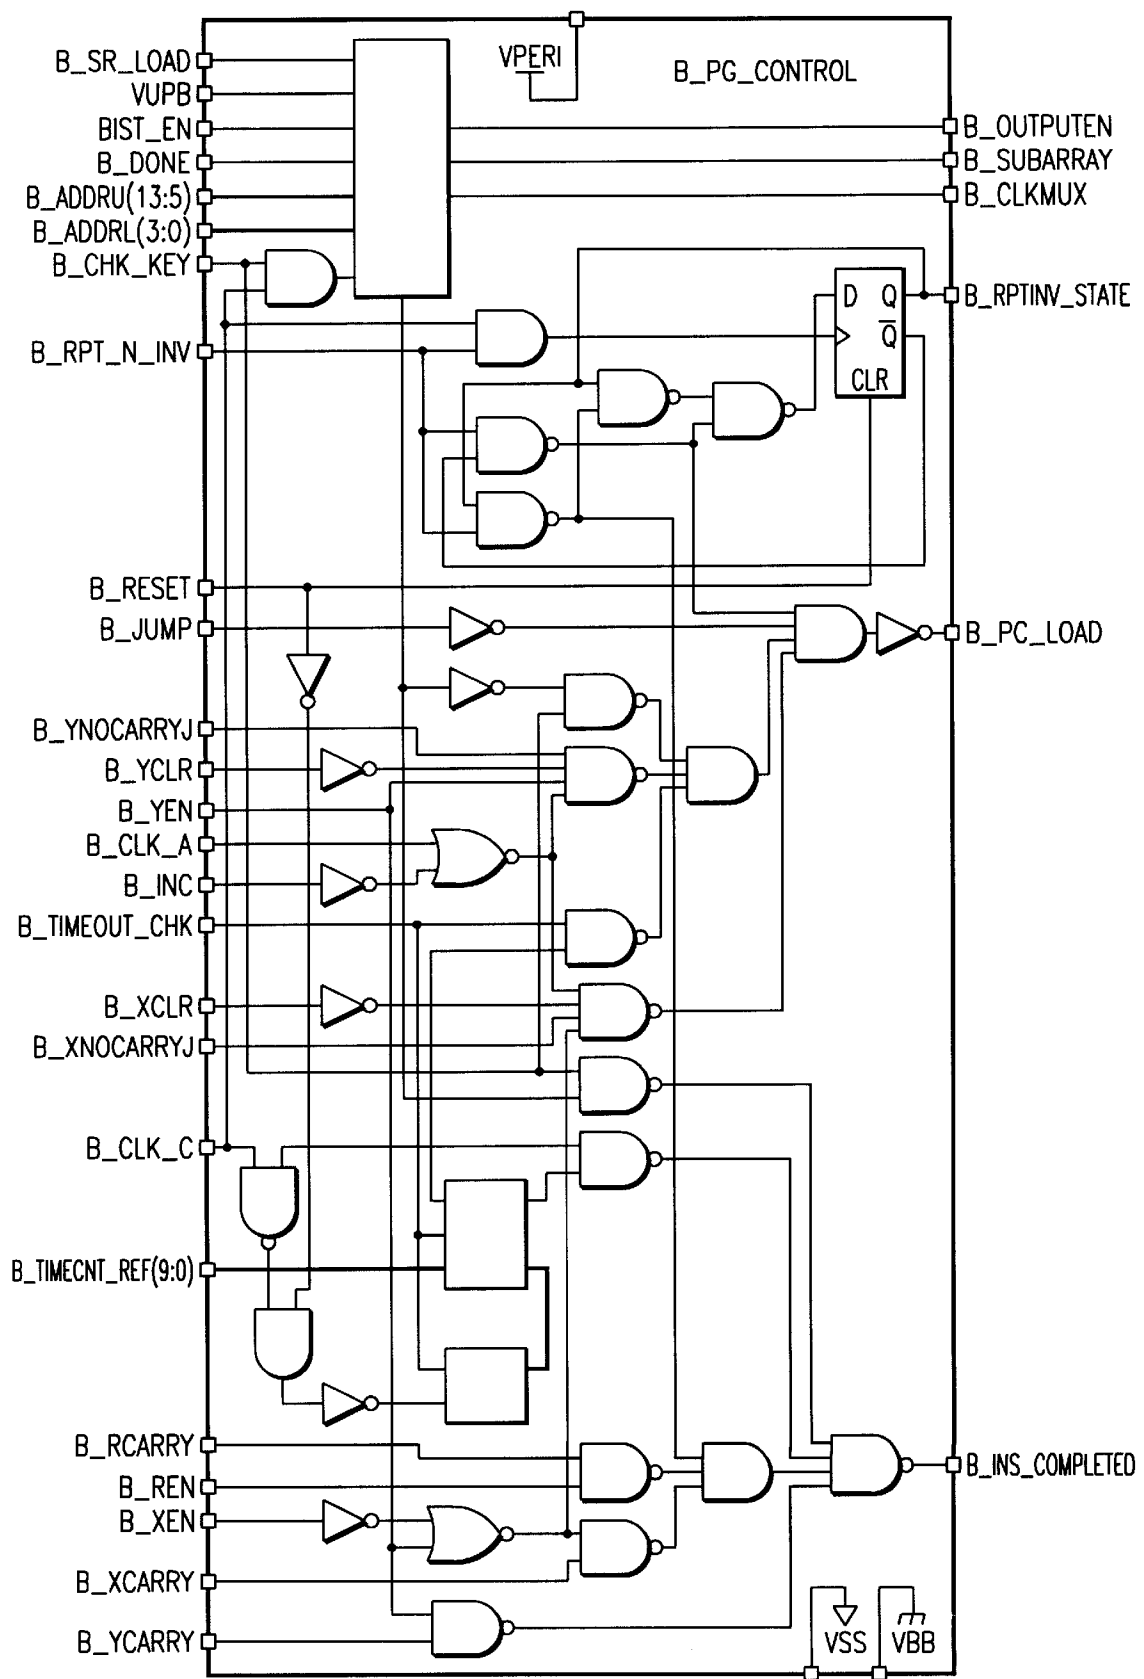 VPERI
B_PG_CONTROL
B_SR_LOAD
VUPB
BIST_EN
B_DONE
B_ADDRU(13:5)
B_ADDRL(3:0)
B_CHK_KEY
B_RPT_N_INV
B_OUTPUTEN
B_SUBARRAY
B_CLKMUX
D Q
Q
CLR
B_RPTINV_STATE
B_RESET
B_JUMP
B_PC_LOAD
B_YNOCARRYJ
B_YCLR
B_YEN
B_CLK_A
B_INC
B_TIMEOUT_CHK
B_XCLR
B_XNOCARRYJ
B_CLK_C
B_TIMECNT_REF(9:0)
B_RCARRY
B_REN
B_XEN
B_XCARRY
B_YCARRY
B_INS_COMPLETED
VSS
VBB